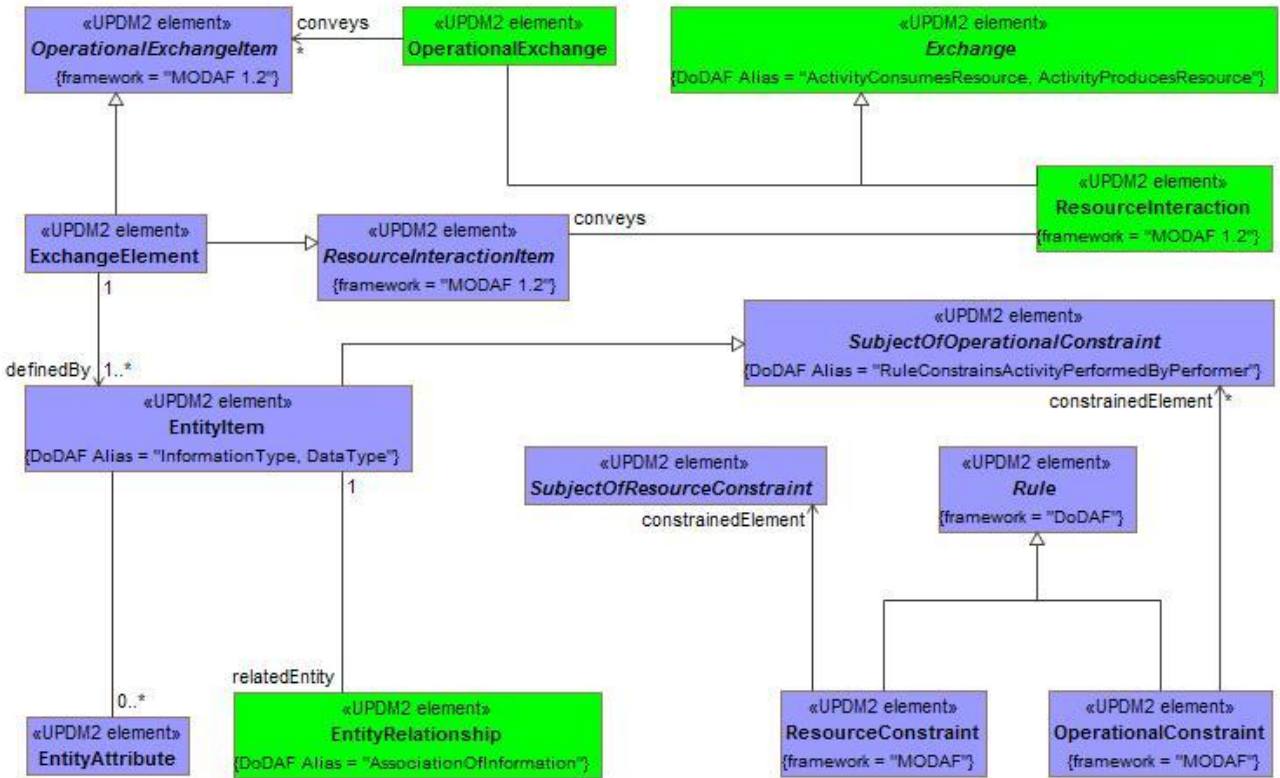 «UPDM2 element»
OperationalExchangeItem
{framework = "MODAF 1.2"}
conveys
*
«UPDM2 element»
OperationalExchange
«UPDM2 element»
Exchange
{DoDAF Alias = "ActivityConsumesResource, ActivityProducesResource"}
«UPDM2 element»
ResourceInteraction
{framework = "MODAF 1.2"}
«UPDM2 element»
ExchangeElement
«UPDM2 element»
ResourceInteractionItem
{framework = "MODAF 1.2"}
conveys
1
definedBy
1..*
«UPDM2 element»
SubjectOfOperationalConstraint
{DoDAF Alias = "RuleConstrainsActivityPerformedByPerformer"}
constrainedElement
*
«UPDM2 element»
EntityItem
{DoDAF Alias = "InformationType, DataType"}
1
«UPDM2 element»
SubjectOfResourceConstraint
constrainedElement
«UPDM2 element»
Rule
{framework = "DoDAF"}
relatedEntity
0..*
«UPDM2 element»
EntityAttribute
«UPDM2 element»
EntityRelationship
{DoDAF Alias = "AssociationOfInformation"}
«UPDM2 element»
ResourceConstraint
{framework = "MODAF"}
«UPDM2 element»
OperationalConstraint
{framework = "MODAF"}